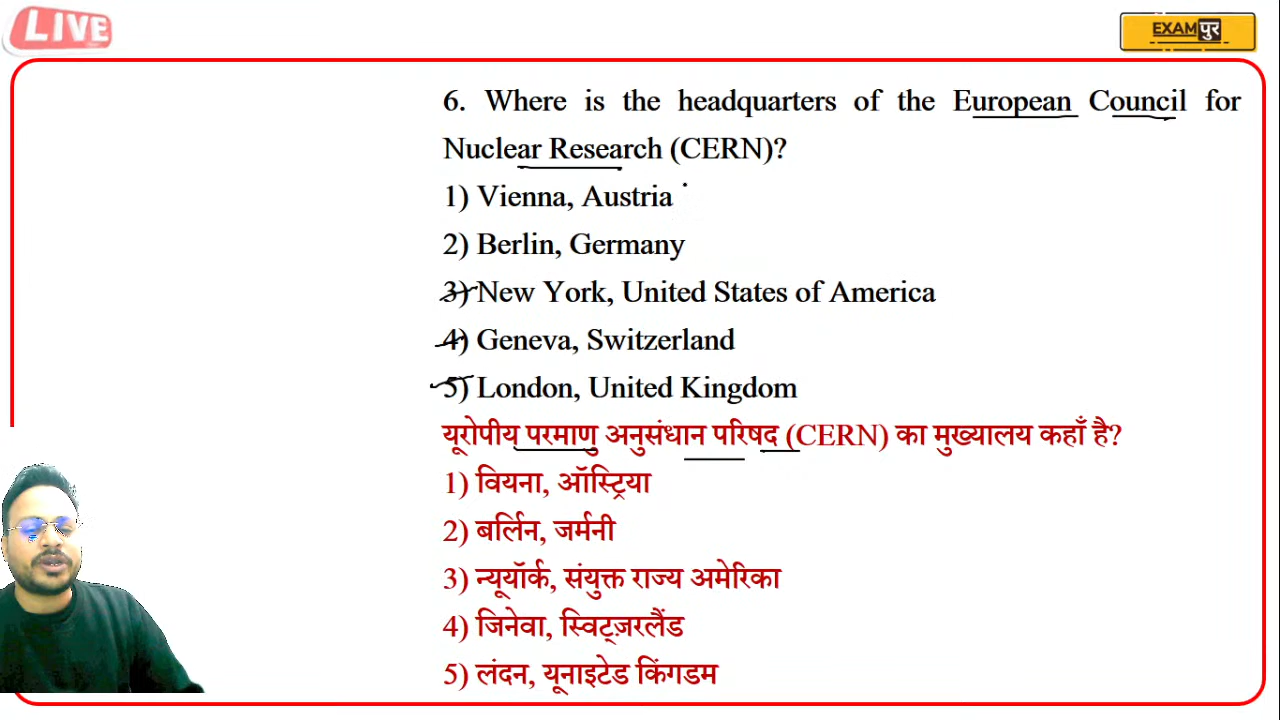 LIVE
EXAMपुर
6. Where is the headquarters of the European Council for
Nuclear Research (CERN)?
1) Vienna, Austria
2) Berlin, Germany
3) New York, United States of America
4) Geneva, Switzerland
5) London, United Kingdom
यूरोपीय परमाणु अनुसंधान परिषद (CERN) का मुख्यालय कहाँ है?
1) वियना, ऑस्ट्रिया
2) बर्लिन, जर्मनी
3) न्यूयॉर्क, संयुक्त राज्य अमेरिका
4) जिनेवा, स्विट्ज़रलैंड
5) लंदन, यूनाइटेड किंगडम